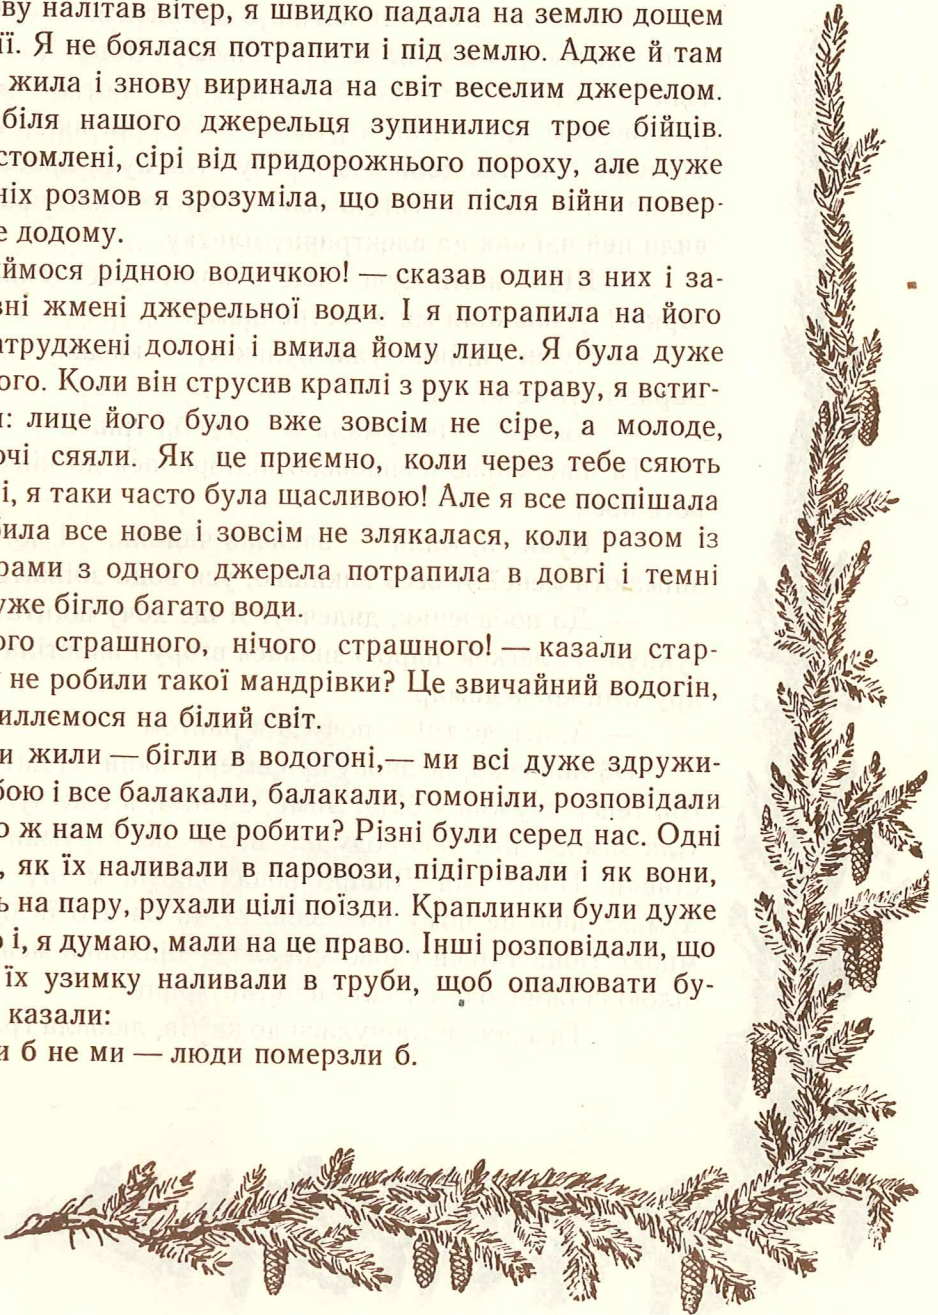 ву налітав вітер, я швидко падала на землю дощем
її. Я не боялася потрапити і під землю. Адже й там
жила і знову виринала на світ веселим джерелом.
біля нашого джерельця зупинилися троє бійців.
стомлені, сірі від придорожнього пороху, але дуже
ніх розмов я зрозуміла, що вони після війни повер-
е додому.
ймося рідною водичкою! — сказав один з них і за-
вні жмені джерельної води. І я потрапила на його
атруджені долоні і вмила йому лице. Я була дуже
ого. Коли він струсив краплі з рук на траву, я встиг-
: лице його було вже зовсім не сіре, а молоде,
очі сяяли. Як це приємно, коли через тебе сяють
і, я таки часто була щасливою! Але я все поспішала
била все нове і зовсім не злякалася, коли разом із
рами з одного джерела потрапила в довгі і темні
уже бігло багато води.
ого страшного, нічого страшного! — казали стар-
не робили такої мандрівки? Це звичайний водогін,
иллємося на білий світ.
и жили — бігли в водогоні,— ми всі дуже здружи-
бою і все балакали, балакали, гомоніли, розповідали
о ж нам було ще робити? Різні були серед нас. Одні
, як їх наливали в паровози, підігрівали і як вони,
ь на пару, рухали цілі поїзди. Краплинки були дуже
о і, я думаю, мали на це право. Інші розповідали, що
їх узимку наливали в труби, щоб опалювати бу-
казали:
и б не ми — люди померзли б.